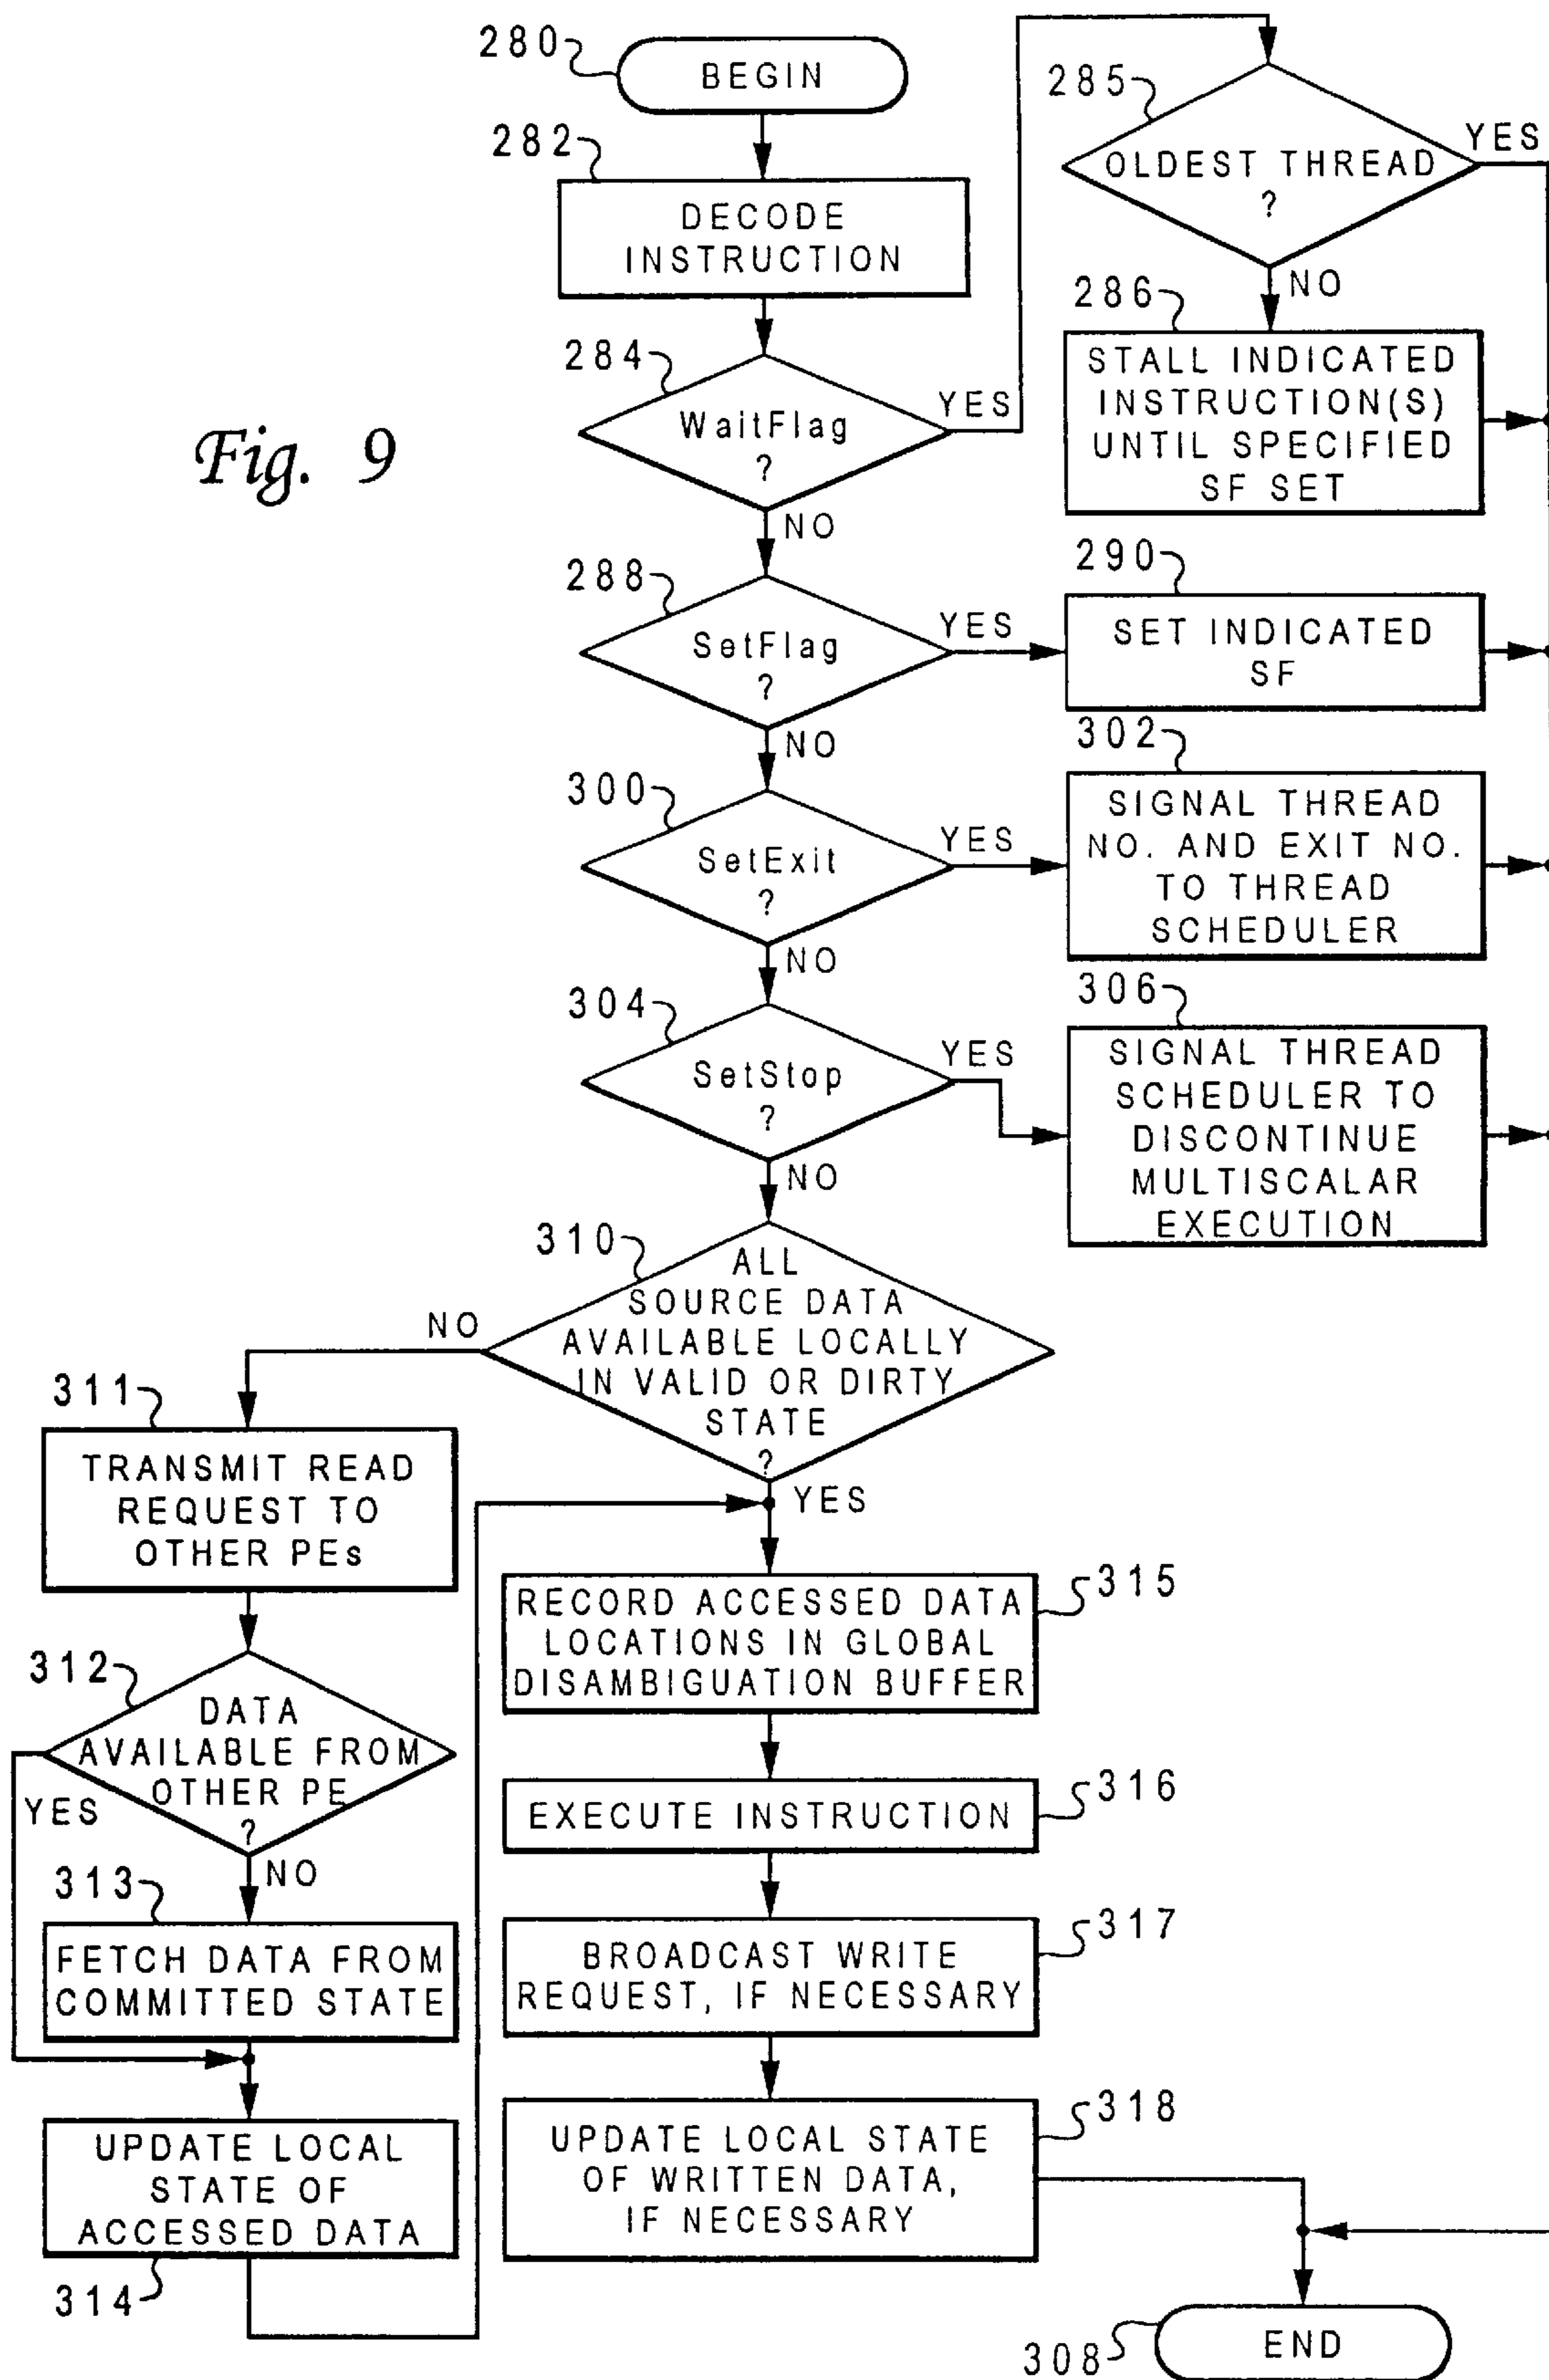 280
BEGIN
282
DECODE
INSTRUCTION
284
WaitFlag
?
YES
NO
285
OLDEST THREAD
?
YES
NO
286
STALL INDICATED
INSTRUCTION(S)
UNTIL SPECIFIED
SF SET
Fig. 9
288
SetFlag
?
YES
NO
290
SET INDICATED
SF
300
SetExit
?
YES
NO
302
SIGNAL THREAD
NO. AND EXIT NO.
TO THREAD
SCHEDULER
304
SetStop
?
YES
NO
306
SIGNAL THREAD
SCHEDULER TO
DISCONTINUE
MULTISCALAR
EXECUTION
310
ALL
SOURCE DATA
AVAILABLE LOCALLY
IN VALID OR DIRTY
STATE
?
NO
YES
311
TRANSMIT READ
REQUEST TO
OTHER PEs
312
DATA
AVAILABLE FROM
OTHER PE
?
YES
NO
313
FETCH DATA FROM
COMMITTED STATE
UPDATE LOCAL
STATE OF
ACCESSED DATA
314
315
RECORD ACCESSED DATA
LOCATIONS IN GLOBAL
DISAMBIGUATION BUFFER
316
EXECUTE INSTRUCTION
317
BROADCAST WRITE
REQUEST, IF NECESSARY
318
UPDATE LOCAL STATE
OF WRITTEN DATA,
IF NECESSARY
308
END